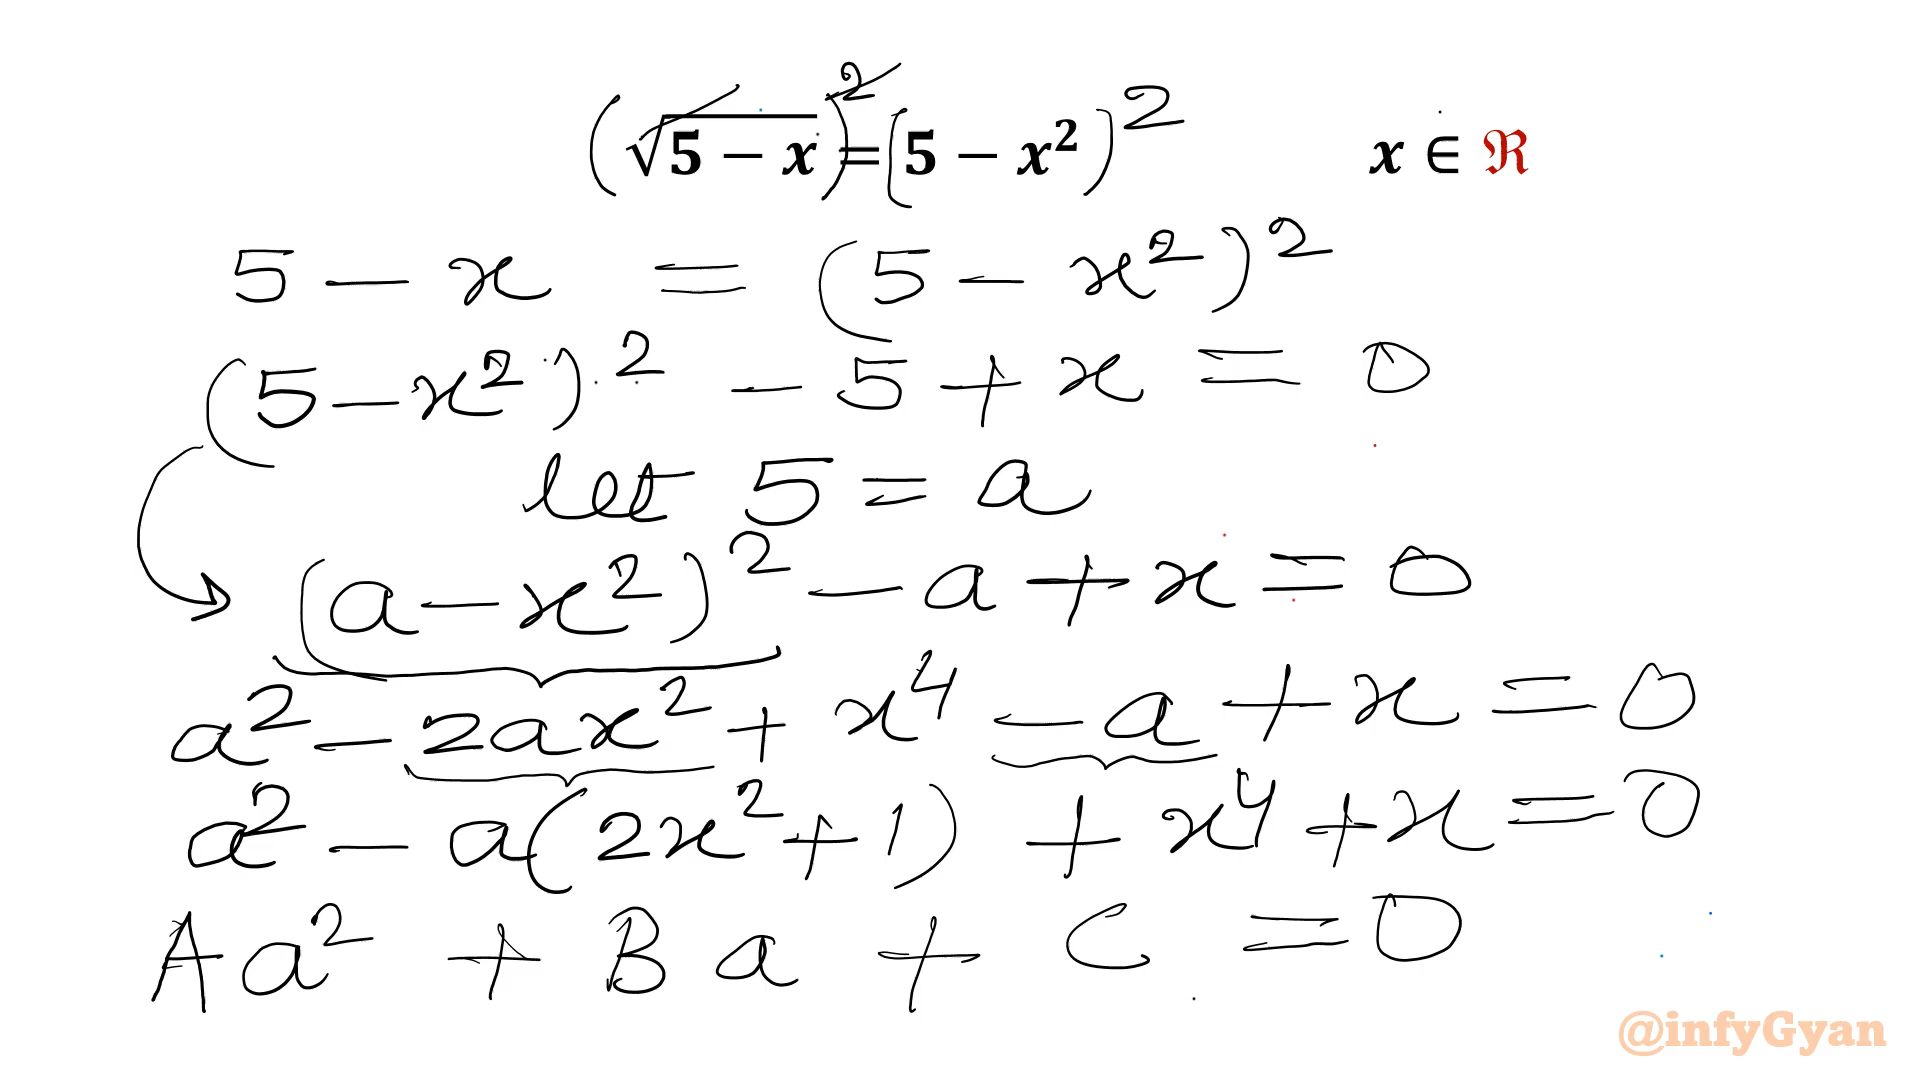 (√5 − x)² = (5 − x²)² x ∈ ℜ
5 − x = (5 − x²)²
(5 − x²)² − 5 + x = 0
let 5 = a
(a − x²)² − a + x = 0
a² − 2ax² + x⁴ − a + x = 0
a² − a(2x² + 1) + x⁴ + x = 0
Aa² + Ba + C = 0
@infyGyan